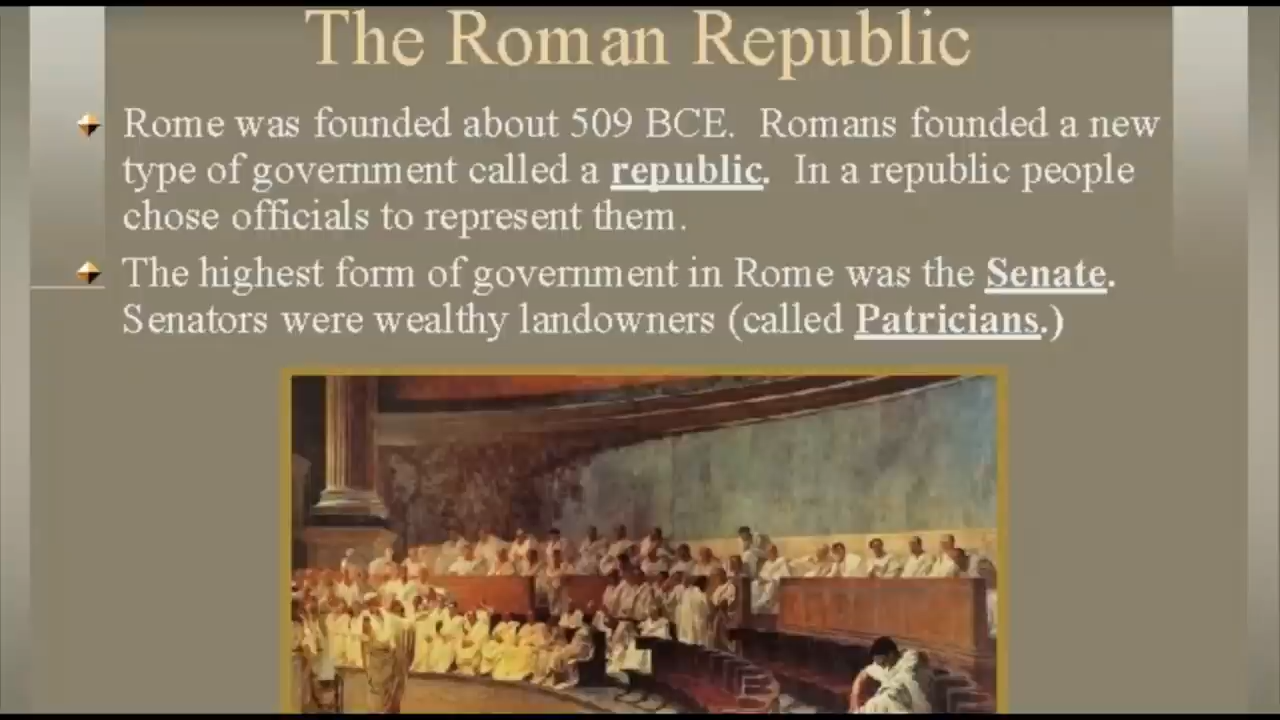 The Roman Republic
Rome was founded about 509 BCE. Romans founded a new
type of government called a republic. In a republic people
chose officials to represent them.
The highest form of government in Rome was the Senate.
Senators were wealthy landowners (called Patricians.)